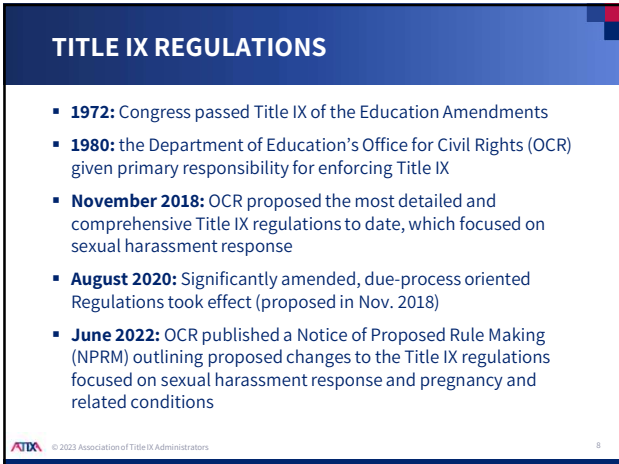 TITLE IX REGULATIONS
▪ 1972: Congress passed Title IX of the Education Amendments
▪ 1980: the Department of Education’s Office for Civil Rights (OCR)
given primary responsibility for enforcing Title IX
▪ November 2018: OCR proposed the most detailed and
comprehensive Title IX regulations to date, which focused on
sexual harassment response
▪ August 2020: Significantly amended, due-process oriented
Regulations took effect (proposed in Nov. 2018)
▪ June 2022: OCR published a Notice of Proposed Rule Making
(NPRM) outlining proposed changes to the Title IX regulations
focused on sexual harassment response and pregnancy and
related conditions
ATIXA © 2023 Association of Title IX Administrators
8